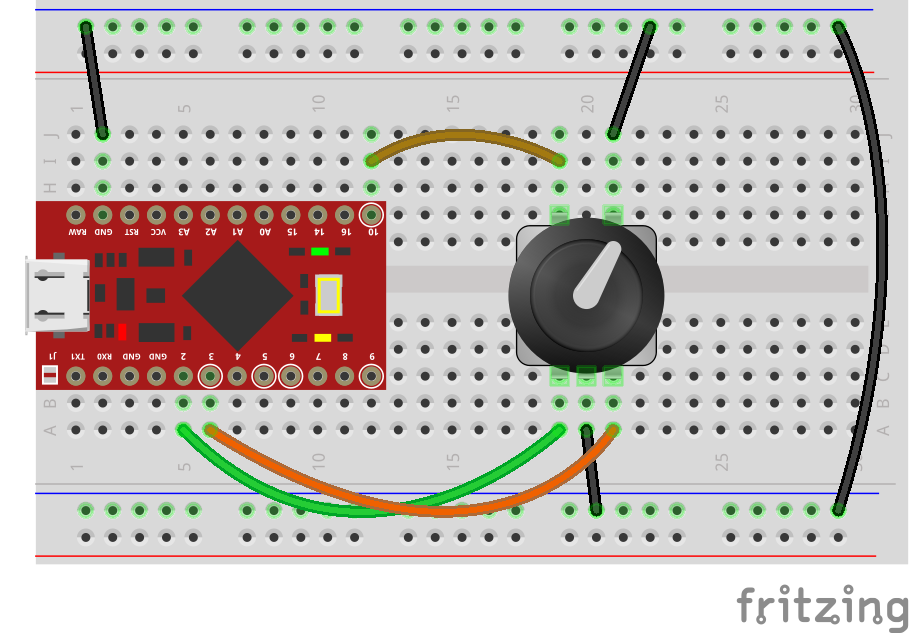 1 5 10 15 20 25 30
J J
I I
H
RAW GND RST VCC A3 A2 A1 A0 15 14 16 10
J1 TX1 RX0 GND GND 2 3 4 5 6 7 8 9
E
D
C
B B
A A
1 5 10 15 20 25
fritzing